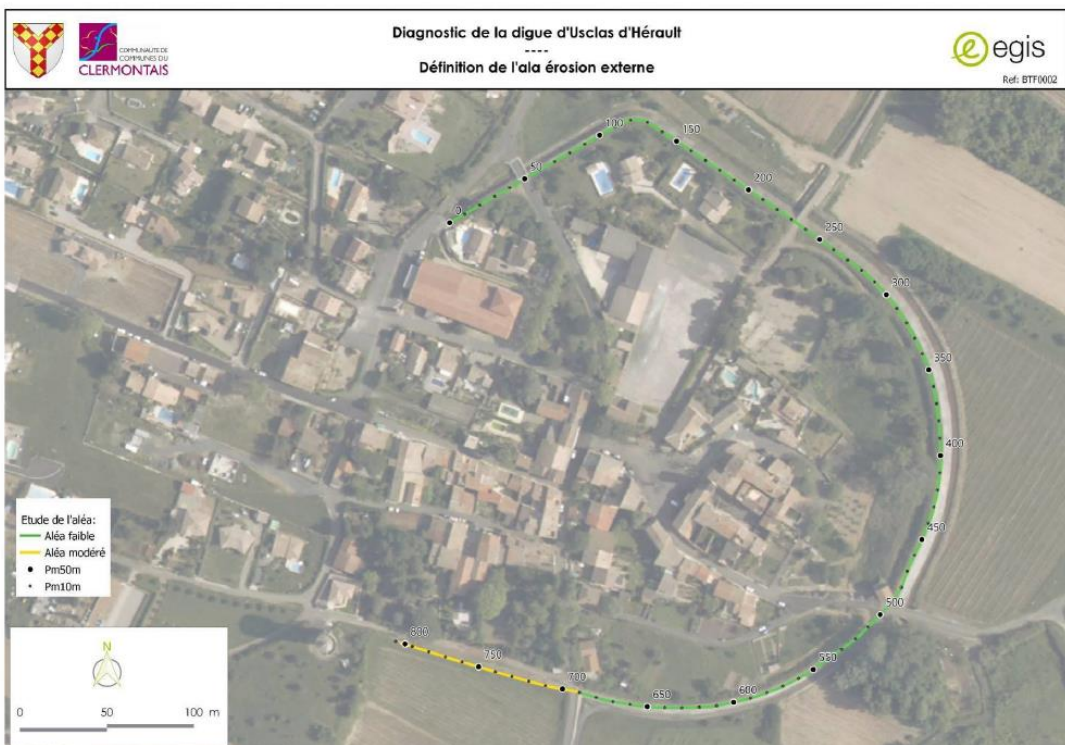 COMMUNAUTÉ DE
COMMUNES DU
CLERMONTAIS
Diagnostic de la digue d'Usclas d'Hérault
----
Définition de l'ala érosion externe
egis
Ref: BTF0002
0
50
100
150
200
250
300
350
400
450
500
550
600
650
700
750
800
Etude de l'aléa:
Aléa faible
Aléa modéré
Pm50m
Pm10m
N
0 50 100 m